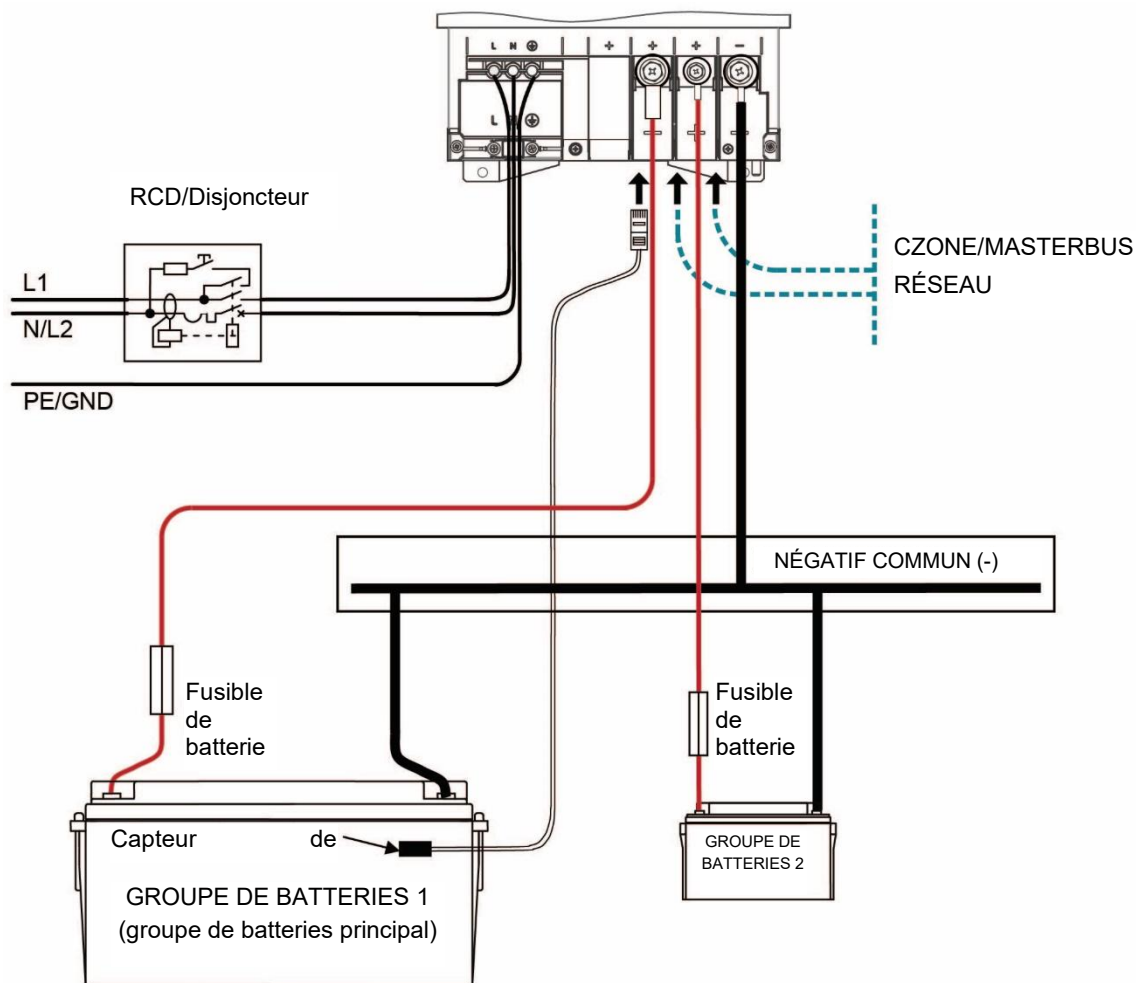 L N
+ + + -
L N
RCD/Disjoncteur
CZONE/MASTERBUS
RÉSEAU
L1
N/L2
PE/GND
NÉGATIF COMMUN (-)
Fusible
de
batterie
Fusible
de
batterie
Capteur de
GROUPE DE BATTERIES 1
(groupe de batteries principal)
GROUPE DE
BATTERIES 2